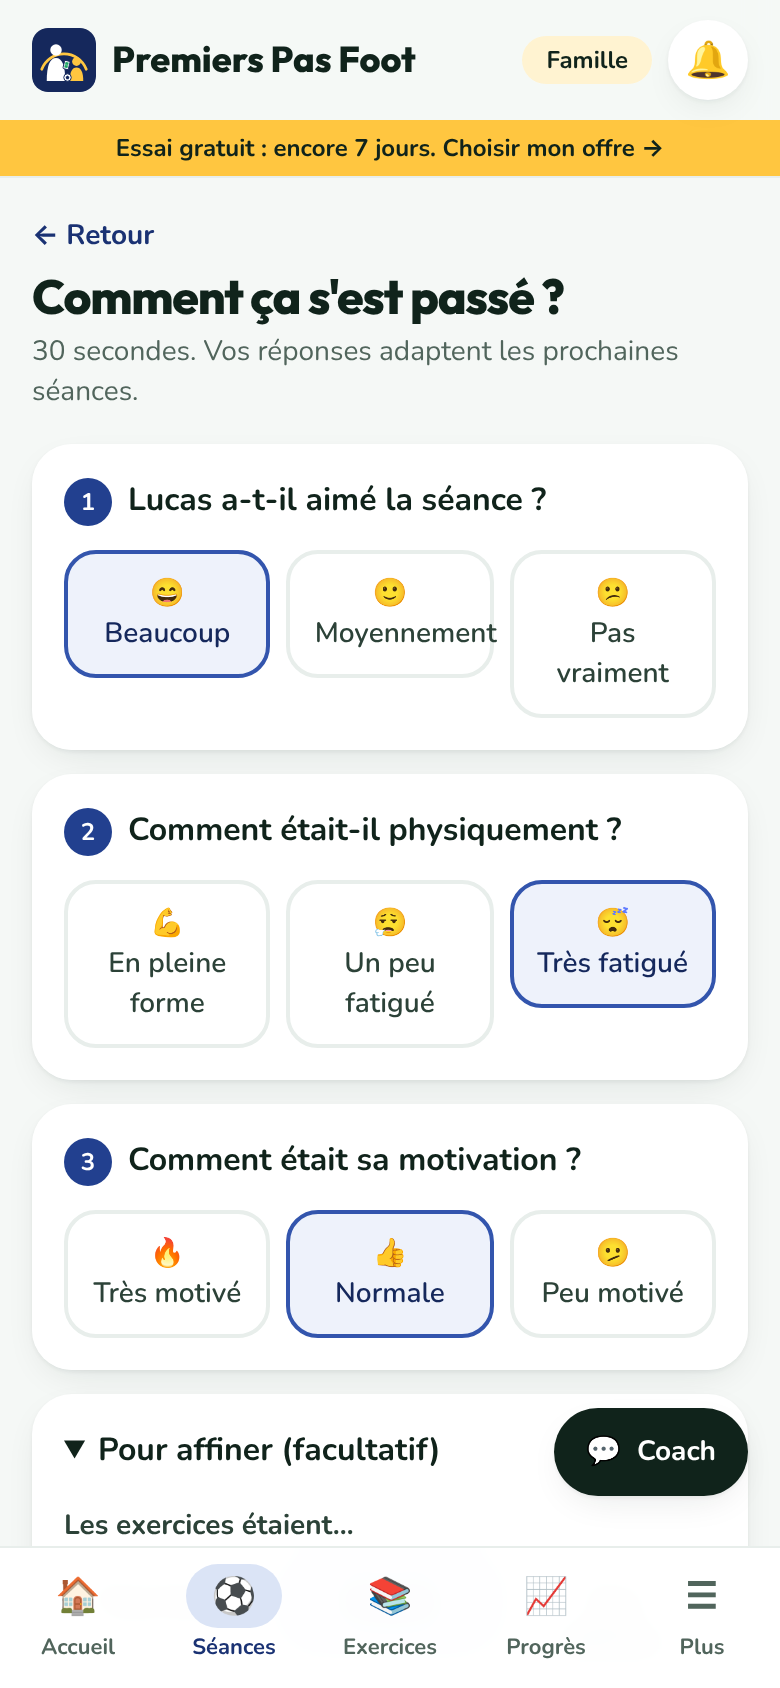 Premiers Pas Foot
Famille
Essai gratuit : encore 7 jours. Choisir mon offre →
← Retour
Comment ça s'est passé ?
30 secondes. Vos réponses adaptent les prochaines
séances.
1 Lucas a-t-il aimé la séance ?
Beaucoup
Moyennement
Pas
vraiment
2 Comment était-il physiquement ?
En pleine
forme
Un peu
fatigué
Très fatigué
3 Comment était sa motivation ?
Très motivé
Normale
Peu motivé
▼ Pour affiner (facultatif)
Coach
Les exercices étaient...
Accueil
Séances
Exercices
Progrès
Plus